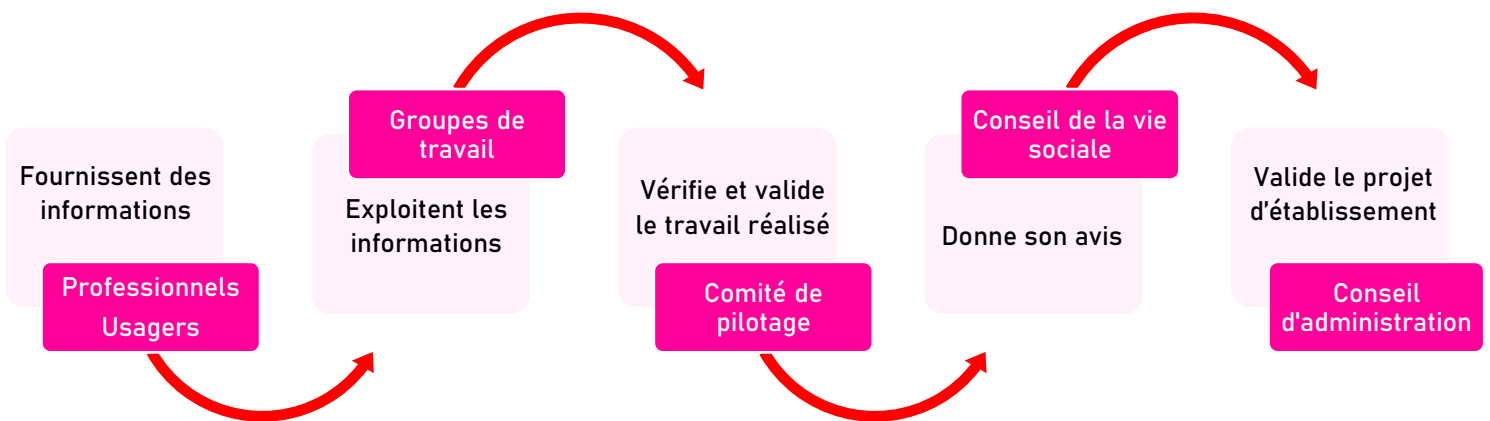 Fournissent des
informations
Professionnels
Usagers
Groupes de
travail
Exploitent les
informations
Vérifie et valide
le travail réalisé
Comité de
pilotage
Conseil de la vie
sociale
Donne son avis
Valide le projet
d'établissement
Conseil
d'administration